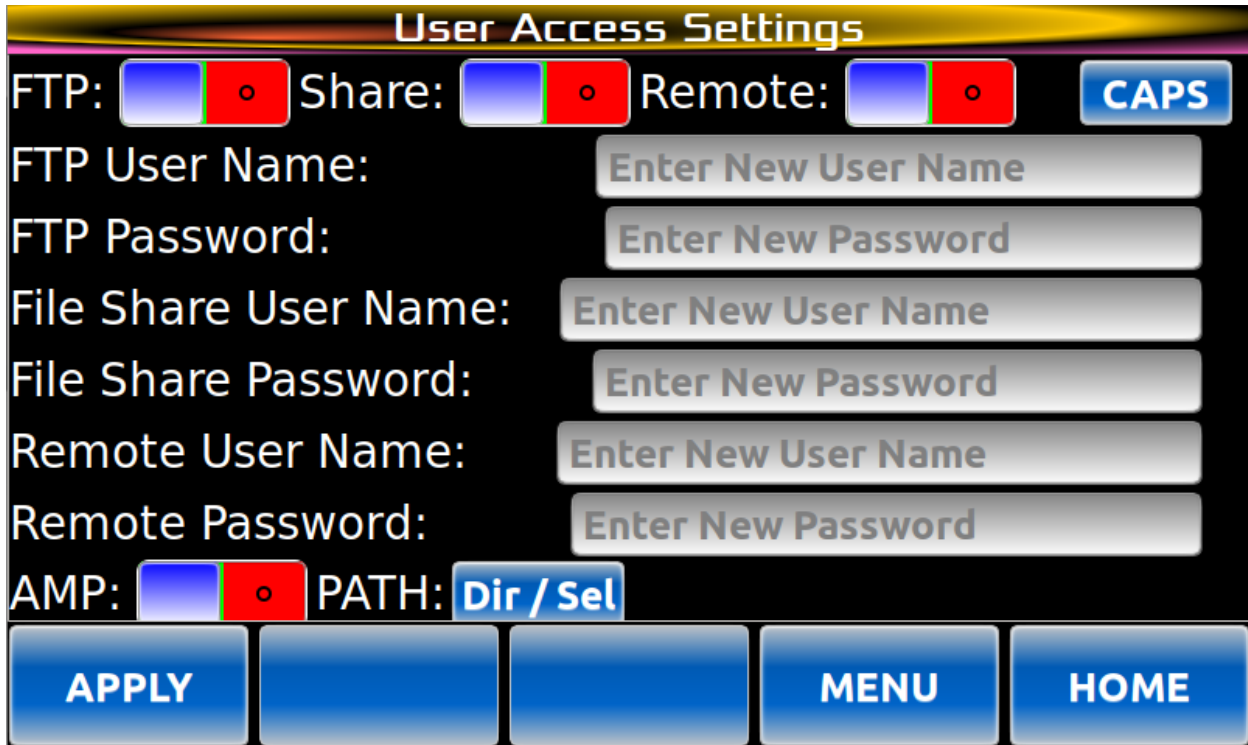 User Access Settings
FTP: Share: Remote: CAPS
FTP User Name: Enter New User Name
FTP Password: Enter New Password
File Share User Name: Enter New User Name
File Share Password: Enter New Password
Remote User Name: Enter New User Name
Remote Password: Enter New Password
AMP: PATH: Dir / Sel
APPLY MENU HOME